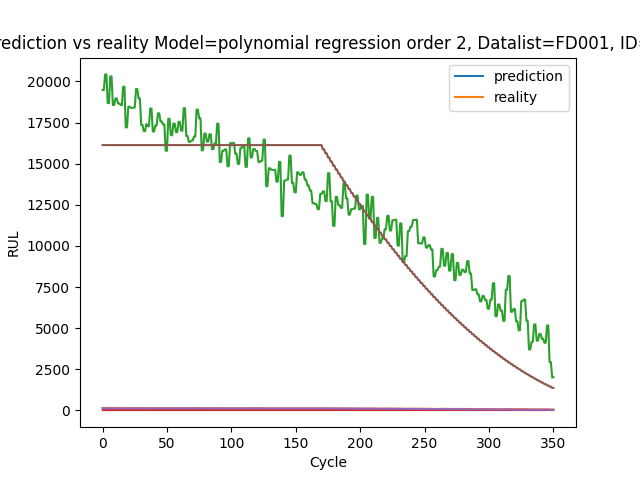 rediction vs reality Model=polynomial regression order 2, Datalist=FD001, ID=
prediction
reality
RUL
20000
17500
15000
12500
10000
7500
5000
2500
0
0 50 100 150 200 250 300 350
Cycle